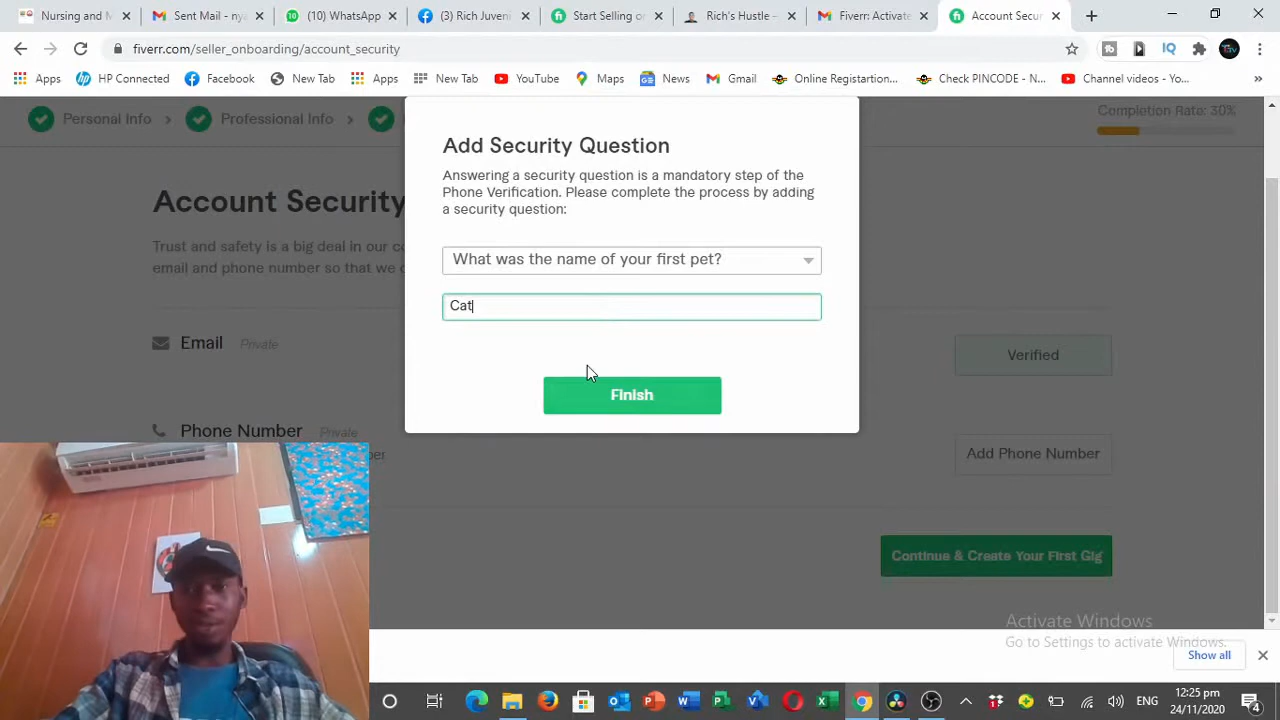 Nursing and M
Sent Mail - nya
(10) WhatsApp
(3) Rich Juveni
Start Selling o
Rich's Hustle –
Fiverr: Activate
Account Secur
fiverr.com/seller_onboarding/account_security
Apps
HP Connected
Facebook
New Tab
Apps
New Tab
YouTube
Maps
News
Gmail
Online Registartion...
Check PINCODE - N...
Channel videos - Yo...
Personal Info
Professional Info
Completion Rate: 30%
Add Security Question
Answering a security question is a mandatory step of the
Phone Verification. Please complete the process by adding
a security question:
What was the name of your first pet?
Cat
Finish
Account Security
Trust and safety is a big deal in our co
email and phone number so that we c
Email Private
Verified
Phone Number Private
ber
Add Phone Number
Continue & Create Your First Gig
Activate Windows
Go to Settings to activate Windows.
Show all
ENG
12:25 pm
24/11/2020
4